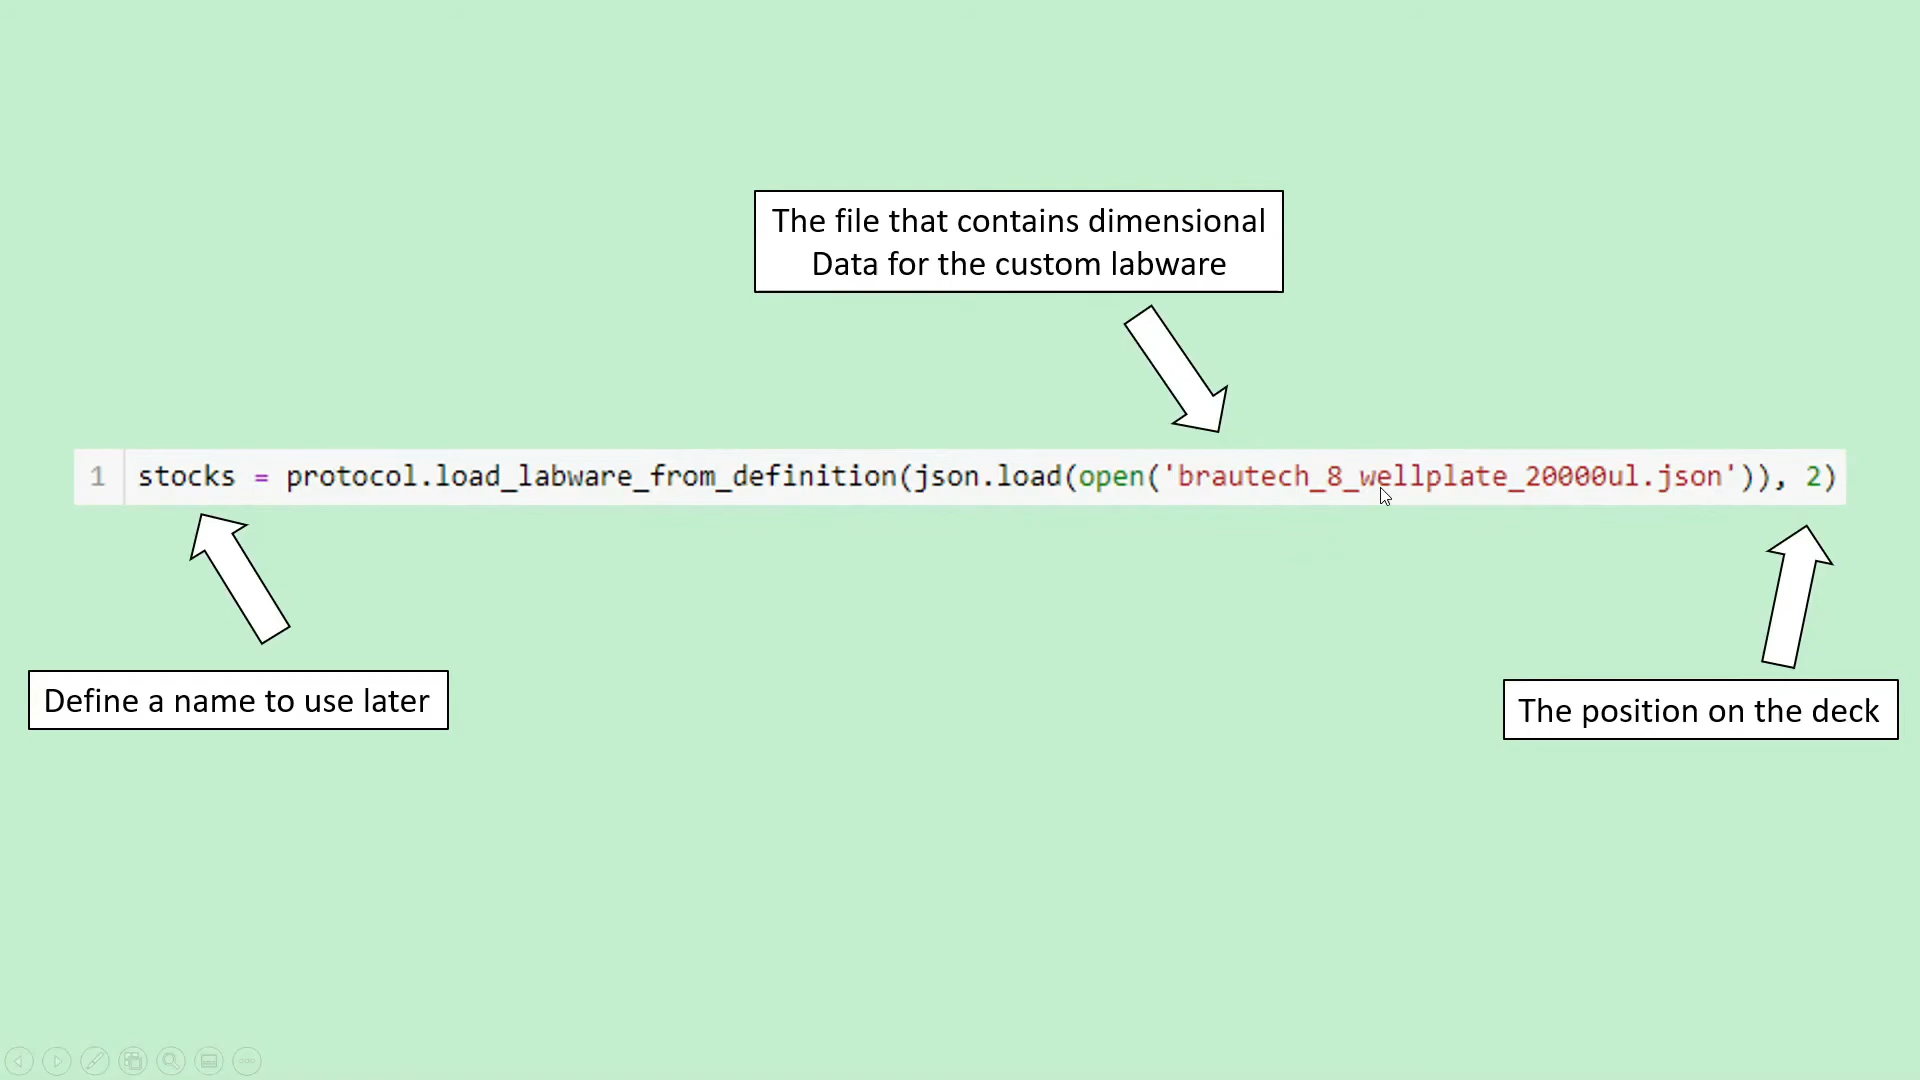 The file that contains dimensional
Data for the custom labware
1 stocks = protocol.load_labware_from_definition(json.load(open('brautech_8_wellplate_20000ul.json')), 2)
Define a name to use later
The position on the deck